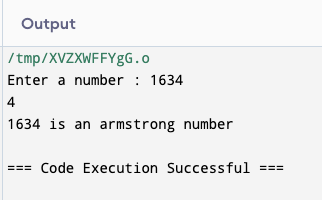 Output
/tmp/XVZXWFFYgG.o
Enter a number : 1634
4
1634 is an armstrong number
=== Code Execution Successful ===